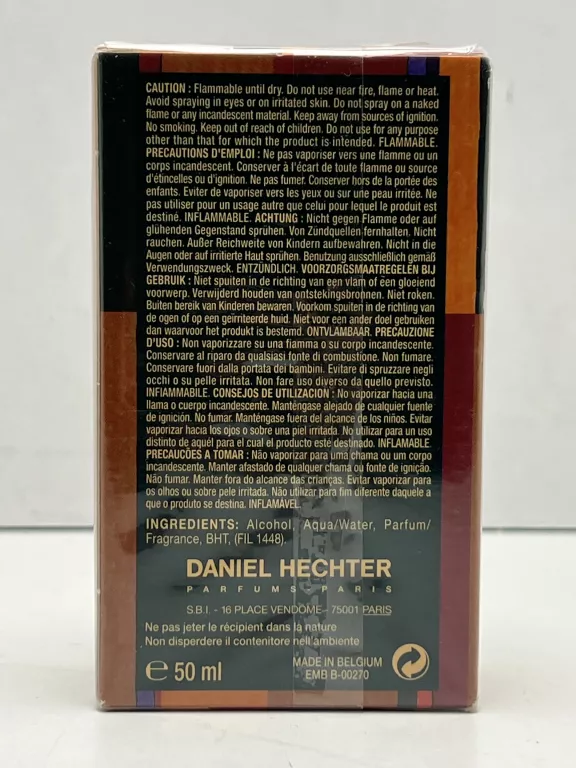 CAUTION : Flammable until dry. Do not use near fire, flame or heat.
Avoid spraying in eyes or on irritated skin. Do not spray on a naked
flame or any incandescent material. Keep away from sources of ignition.
No smoking. Keep out of reach of children. Do not use for any purpose
other than that for which the product is intended. FLAMMABLE.
PRECAUTIONS D'EMPLOI : Ne pas vaporiser vers une flamme ou un
corps incandescent. Conserver à l'écart de toute flamme ou source
d'étincelles ou d'ignition. Ne pas fumer. Conserver hors de la portée des
enfants. Eviter de vaporiser vers les yeux ou sur une peau irritée. Ne
pas utiliser pour un usage autre que celui pour lequel le produit est
destiné. INFLAMMABLE. ACHTUNG : Nicht gegen Flamme oder auf
glühenden Gegenstand sprühen. Von Zündquellen fernhalten. Nicht
rauchen. Außer Reichweite von Kindern aufbewahren. Nicht in die
Augen oder auf irritierte Haut sprühen. Benutzung ausschließlich gemäß
Verwendungszweck. ENTZÜNDLICH. VOORZORGSMAATREGELEN BIJ
GEBRUIK : Niet spuiten in de richting van een vlam of een gloeiend
voorwerp. Verwijderd houden van ontstekingsbronnen. Niet roken.
Buiten bereik van Kinderen bewaren. Voorkom spuiten in de richting van
de ogen of op een geïrriteerde huid. Niet voor een ander doel gebruiken
dan waarvoor het produkt is bestemd. ONTVLAMBAAR. PRECAUZIONE
D'USO : Non vaporizzare su una fiamma o su corpo incandescente.
Conservare al riparo da qualsiasi fonte di combustione. Non fumare.
Conservare fuori dalla portata dei bambini. Evitare di spruzzare negli
occhi o su pelle irritata. Non fare uso diverso da quello previsto.
INFIAMMABILE. CONSEJOS DE UTILIZACION : No vaporizar hacia una
llama o cuerpo incandescente. Manténgase alejado de cualquier fuente
de ignición. No fumar. Manténgase fuera del alcance de los niños. Evitar
vaporizar hacia los ojos o sobre una piel irritada. No utilizar para un uso
distinto de aquél para el cual el producto esté destinado. INFLAMABLE.
PRECAUCÕES A TOMAR : Não vaporizar para uma chama ou um corpo
incandescente. Manter afastado de qualquer chama ou fonte de ignição.
Não fumar. Manter fora do alcance das crianças. Evitar vaporizar para
os olhos ou sobre pele irritada. Não utilizar para fim diferente daquele a
que o produto se destina. INFLAMÁVEL.
INGREDIENTS: Alcohol, Aqua/Water, Parfum/
Fragrance, BHT, (FIL 1448).
DANIEL HECHTER
PARFUMS PARIS
S.B.I. - 16 PLACE VENDOME - 75001 PARIS
Ne pas jeter le récipient dans la nature
Non disperdere il contenitore nell'ambiente
℮ 50 ml
MADE IN BELGIUM
EMB B-00270